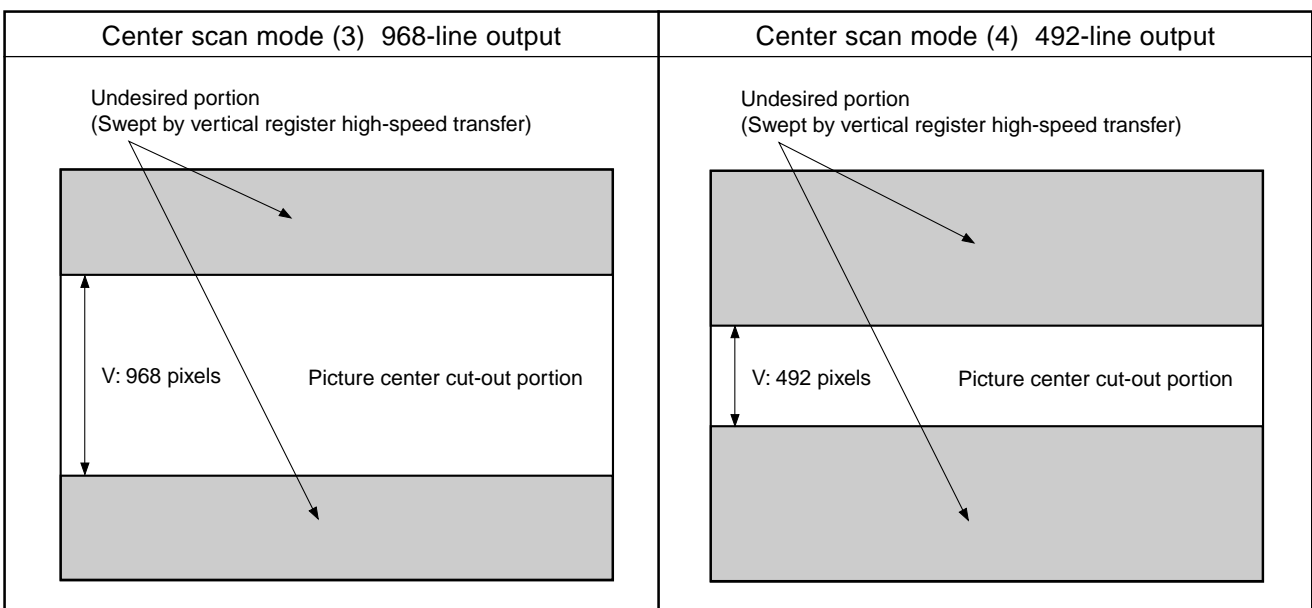 Center scan mode (3)  968-line output
Undesired portion
(Swept by vertical register high-speed transfer)
V: 968 pixels
Picture center cut-out portion
Center scan mode (4)  492-line output
Undesired portion
(Swept by vertical register high-speed transfer)
V: 492 pixels
Picture center cut-out portion